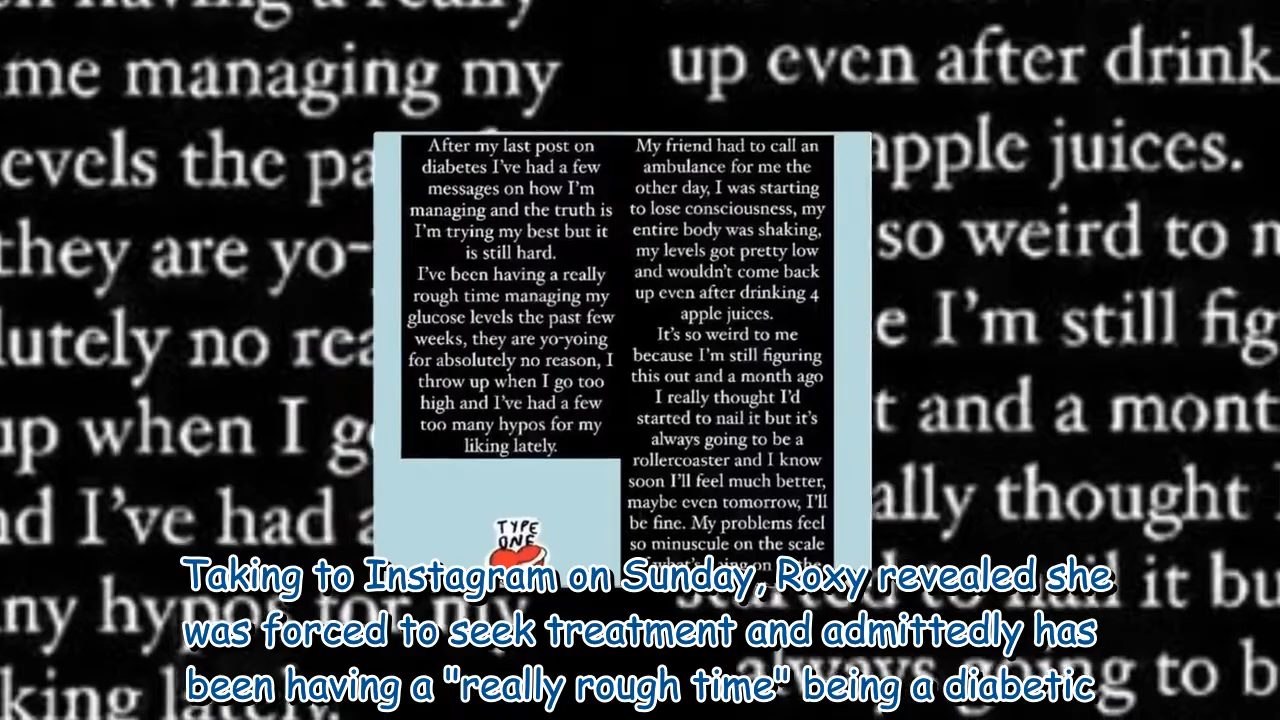 After my last post on
diabetes I've had a few
messages on how I'm
managing and the truth is
I'm trying my best but it
is still hard.
I've been having a really
rough time managing my
glucose levels the past few
weeks, they are yo-yoing
for absolutely no reason, I
throw up when I go too
high and I've had a few
too many hypos for my
liking lately.
TYPE
ONE
My friend had to call an
ambulance for me the
other day, I was starting
to lose consciousness, my
entire body was shaking,
my levels got pretty low
and wouldn't come back
up even after drinking 4
apple juices.
It's so weird to me
because I'm still figuring
this out and a month ago
I really thought I'd
started to nail it but it's
always going to be a
rollercoaster and I know
soon I'll feel much better,
maybe even tomorrow, I'll
be fine. My problems feel
so minuscule on the scale
Taking to Instagram on Sunday, Roxy revealed she
was forced to seek treatment and admittedly has
been having a "really rough time" being a diabetic
me managing my
levels the pa
they are yo-
lutely no rea
up when I go
nd I've had a
ny hypos for my
king lately.
up even after drink
apple juices.
so weird to m
e I'm still fig
t and a mont
ally thought
started to nail it bu
always going to b